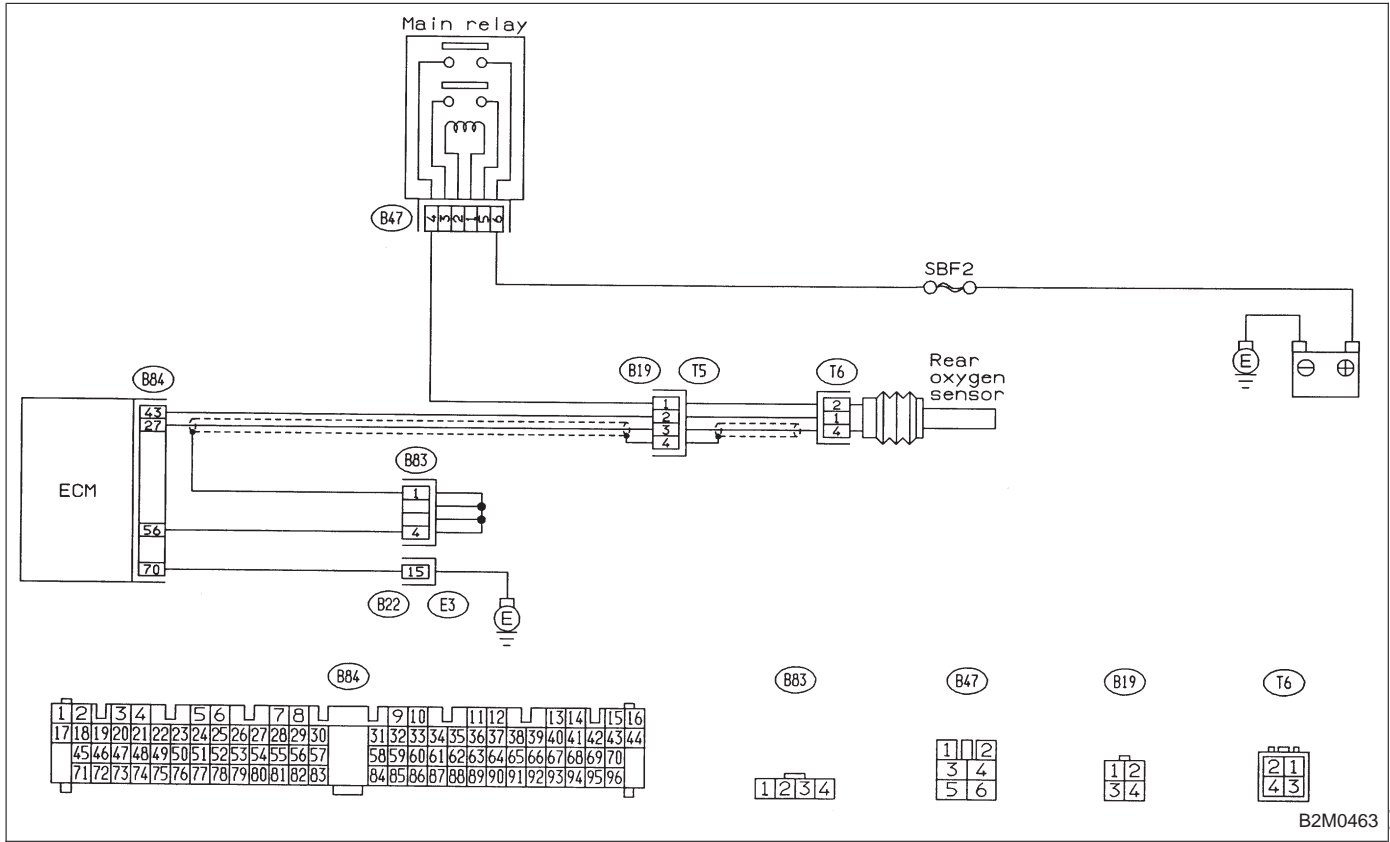 Main relay
B47
4 3 2 1 5 6
SBF2
E
B84
B19
T5
T6
Rear
oxygen
sensor
43
27
1
2
3
4
2
1
4
ECM
B83
1
4
56
70
15
B22
E3
E
B84
B83
B47
B19
T6
1 2 3 4 5 6 7 8 9 10 11 12 13 14 15 16
17 18 19 20 21 22 23 24 25 26 27 28 29 30 31 32 33 34 35 36 37 38 39 40 41 42 43 44
45 46 47 48 49 50 51 52 53 54 55 56 57 58 59 60 61 62 63 64 65 66 67 68 69 70
71 72 73 74 75 76 77 78 79 80 81 82 83 84 85 86 87 88 89 90 91 92 93 94 95 96
1 2 3 4
1 2
3 4
5 6
1 2
3 4
2 1
4 3
B2M0463